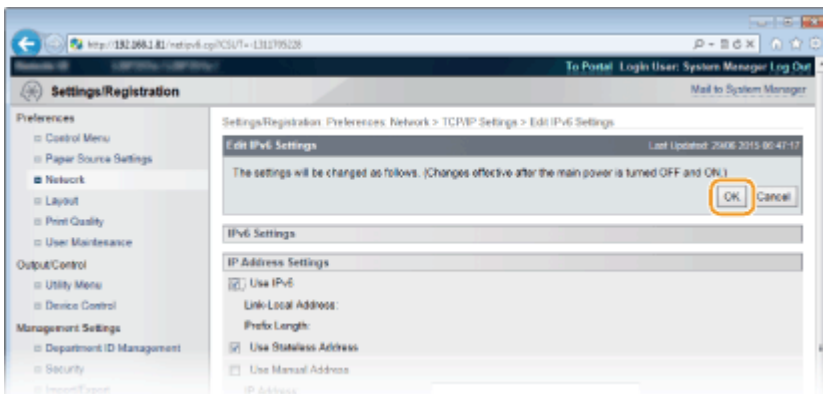 http://192.168.1.81/netipv6.cgi?CSUT=-1311795228
To Portal Login User: System Manager Log Out
Settings/Registration
Mail to System Manager
Preferences
Control Menu
Paper Source Settings
Network
Layout
Print Quality
User Maintenance
Output/Control
Utility Menu
Device Control
Management Settings
Department ID Management
Security
Import/Export
Settings/Registration: Preferences: Network > TCP/IP Settings > Edit IPv6 Settings
Edit IPv6 Settings
Last Updated: 29/06 2015 06:47:17
The settings will be changed as follows. (Changes effective after the main power is turned OFF and ON.)
OK Cancel
IPv6 Settings
IP Address Settings
Use IPv6
Link-Local Address:
Prefix Length:
Use Stateless Address
Use Manual Address
IP Address: